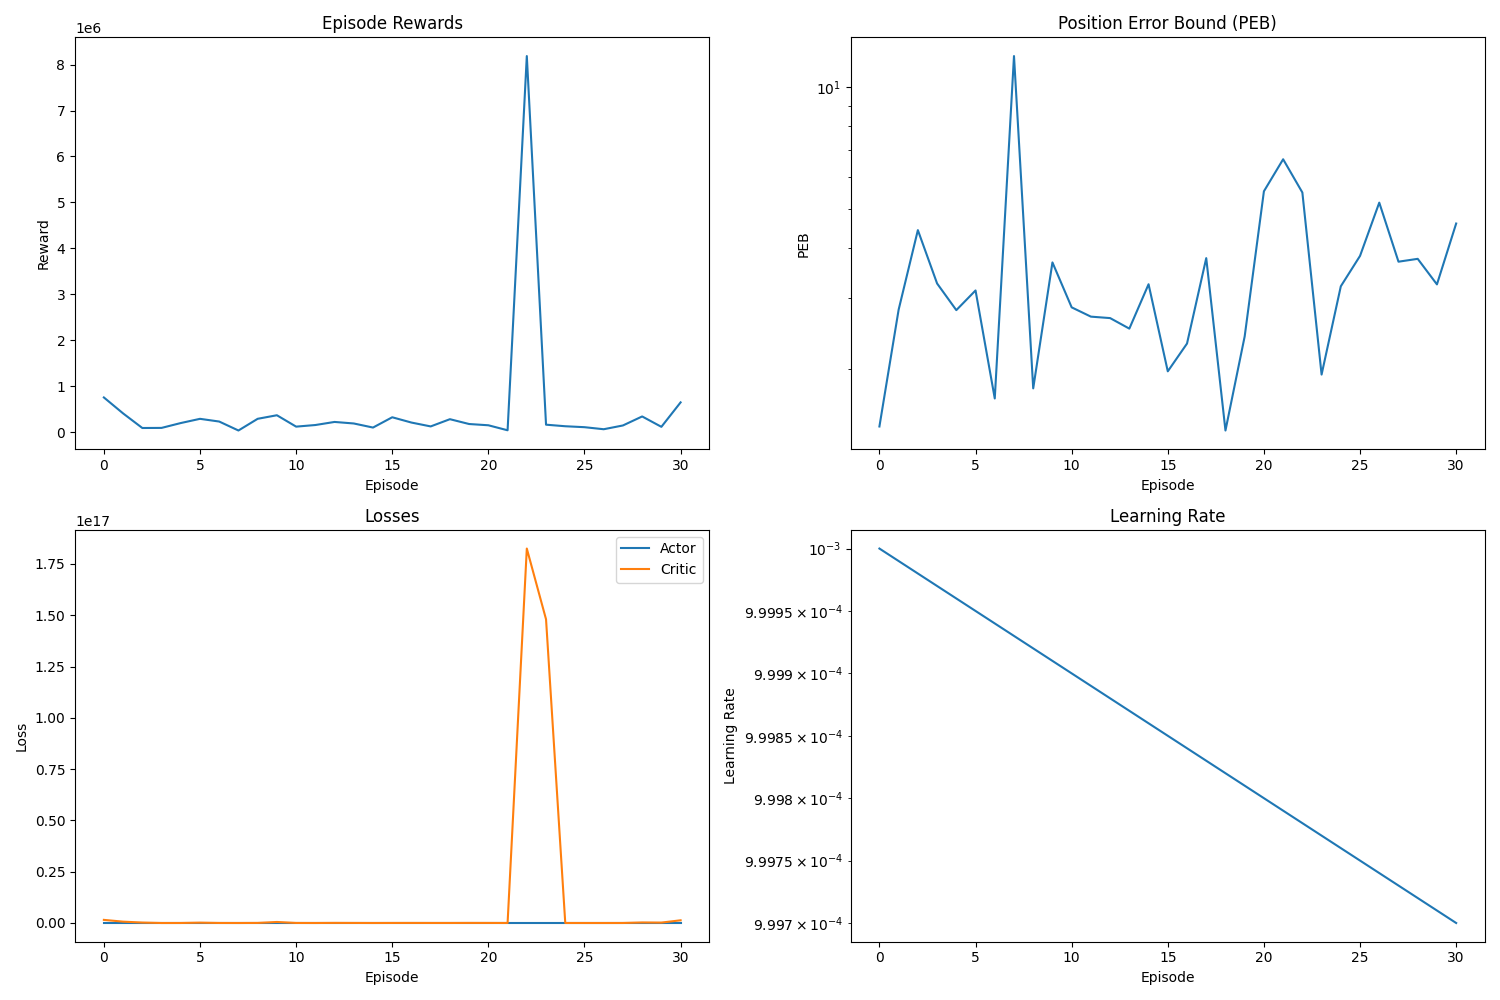 Episode Rewards
1e6
8
7
6
5
4
3
2
1
0
Reward
0 5 10 15 20 25 30
Episode
Position Error Bound (PEB)
10¹
PEB
0 5 10 15 20 25 30
Episode
Losses
1e17
1.75
1.50
1.25
1.00
0.75
0.50
0.25
0.00
Loss
Actor
Critic
0 5 10 15 20 25 30
Episode
Learning Rate
10⁻³
9.9995 × 10⁻⁴
9.999 × 10⁻⁴
9.9985 × 10⁻⁴
9.998 × 10⁻⁴
9.9975 × 10⁻⁴
9.997 × 10⁻⁴
Learning Rate
0 5 10 15 20 25 30
Episode